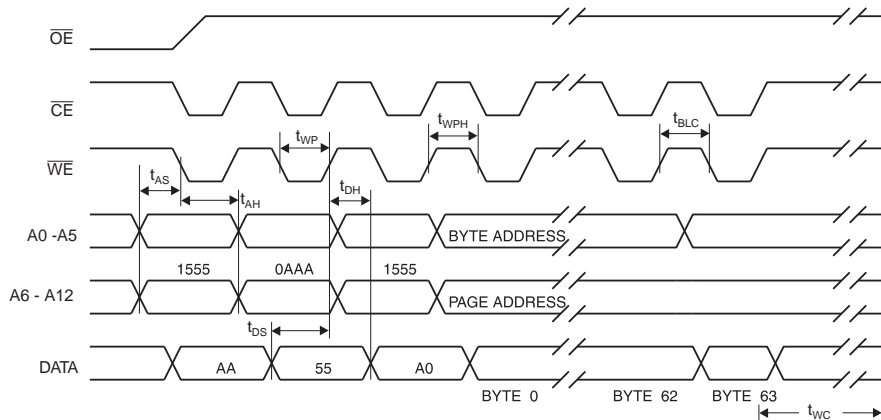 OE
CE
tWP
tWPH
tBLC
WE
tAS
tAH
tDH
A0 -A5
BYTE ADDRESS
1555 0AAA 1555
A6 - A12
PAGE ADDRESS
tDS
DATA
AA 55 A0
BYTE 0 BYTE 62 BYTE 63
tWC